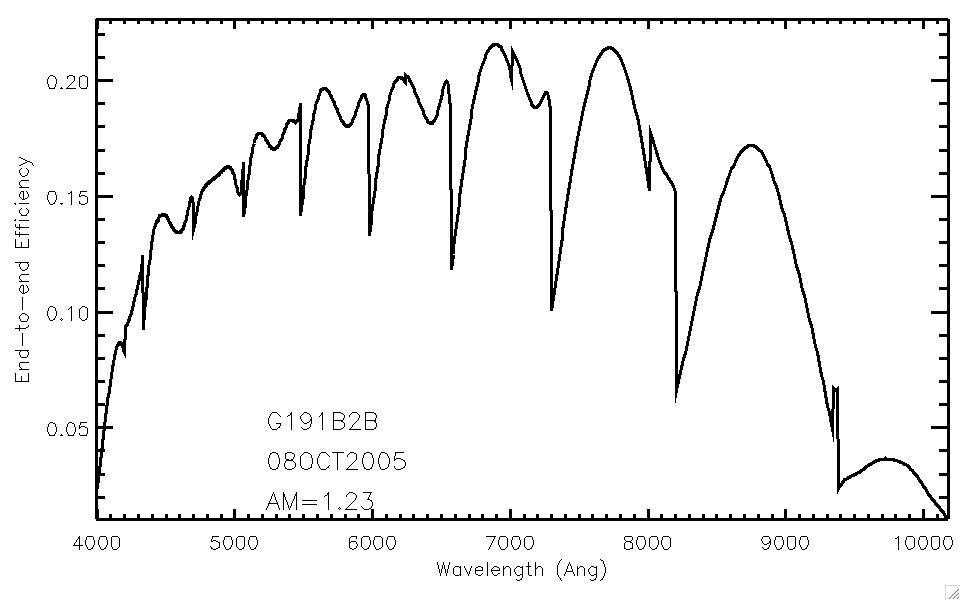 End-to-end Efficiency
0.20
0.15
0.10
0.05
G191B2B
08OCT2005
AM=1.23
4000 5000 6000 7000 8000 9000 10000
Wavelength (Ang)